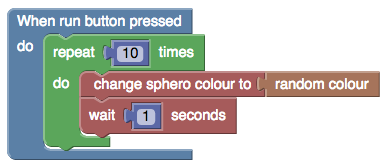 When run button pressed
do repeat 10 times
do change sphero colour to random colour
wait 1 seconds